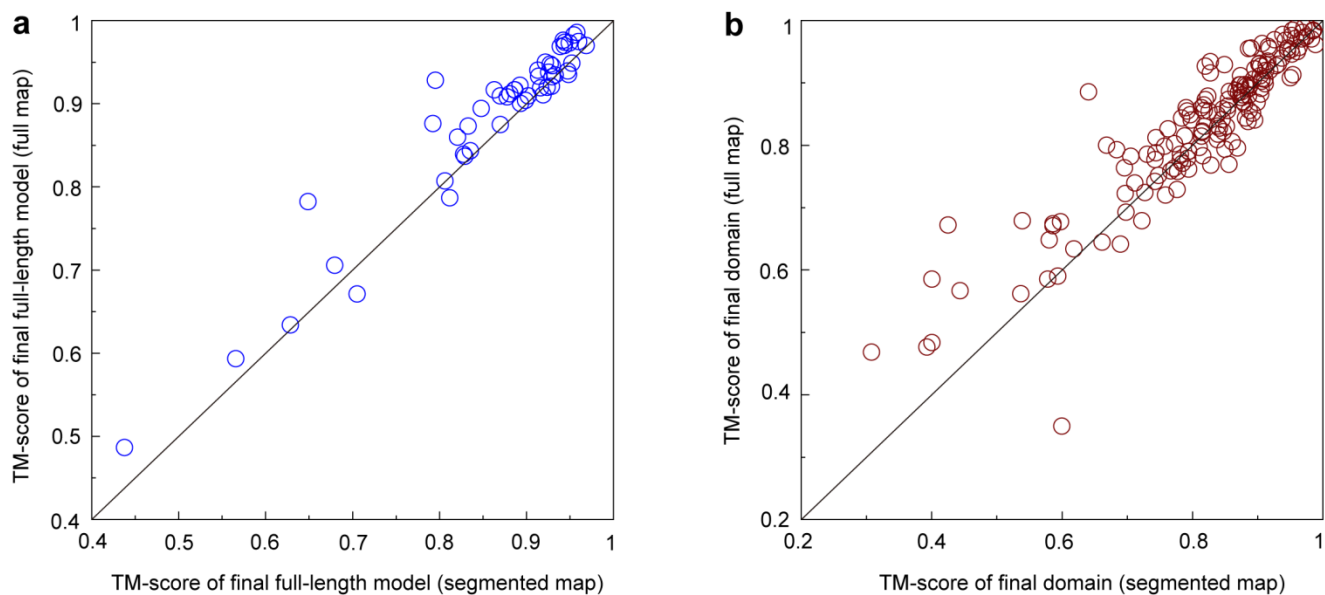 a
TM-score of final full-length model (full map)
1
0.9
0.8
0.7
0.6
0.5
0.4
0.4 0.5 0.6 0.7 0.8 0.9 1
TM-score of final full-length model (segmented map)
b
TM-score of final domain (full map)
1
0.8
0.6
0.4
0.2
0.2 0.4 0.6 0.8 1
TM-score of final domain (segmented map)